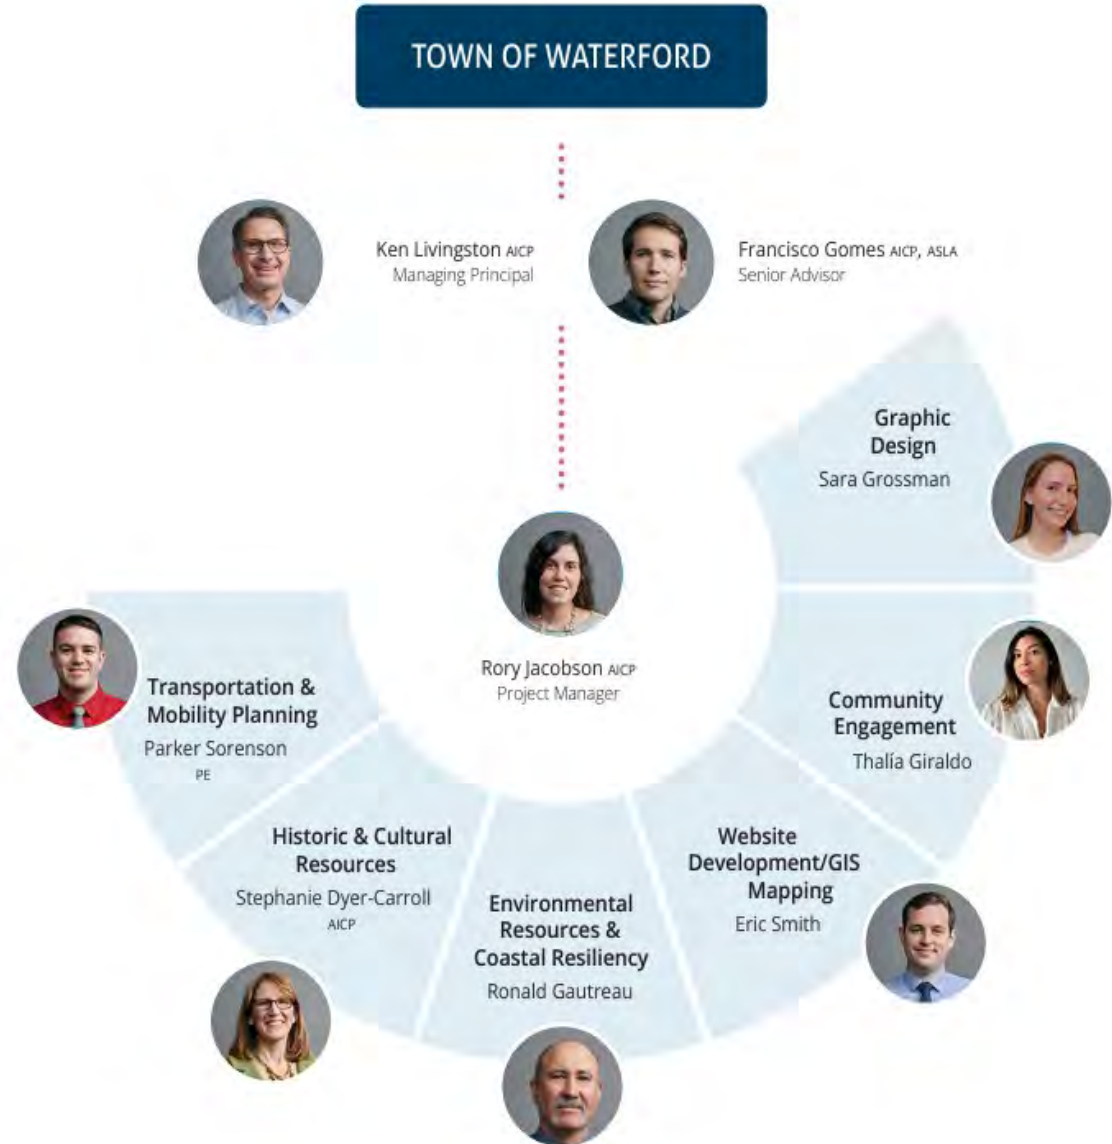 TOWN OF WATERFORD
Ken Livingston AICP
Managing Principal
Francisco Gomes AICP, ASLA
Senior Advisor
Graphic
Design
Sara Grossman
Rory Jacobson AICP
Project Manager
Transportation &
Mobility Planning
Parker Sorenson
PE
Community
Engagement
Thalía Giraldo
Historic & Cultural
Resources
Stephanie Dyer-Carroll
AICP
Website
Development/GIS
Mapping
Eric Smith
Environmental
Resources &
Coastal Resiliency
Ronald Gautreau